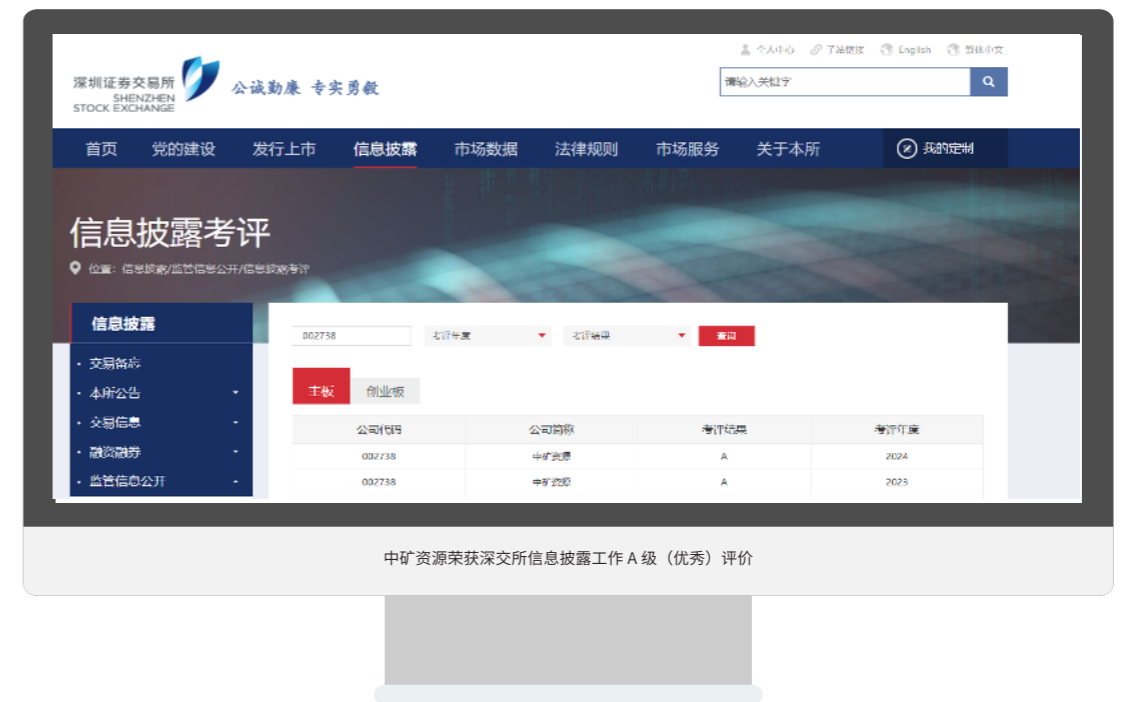 个人中心 子站链接 English 繁体中文
深圳证券交易所
SHENZHEN
STOCK EXCHANGE
公诚勤廉 专实勇毅
请输入关键字
首页 党的建设 发行上市 信息披露 市场数据 法律规则 市场服务 关于本所 我的定制
信息披露考评
位置:信息披露/监管信息公开/信息披露考评
信息披露
002738 考评年度 考评结果 查询
· 交易备忘
· 本所公告
· 交易信息
· 融资融券
· 监管信息公开
主板 创业板
公司代码 公司简称 考评结果 考评年度
002738 中矿资源 A 2024
002738 中矿资源 A 2023
中矿资源荣获深交所信息披露工作 A 级（优秀）评价